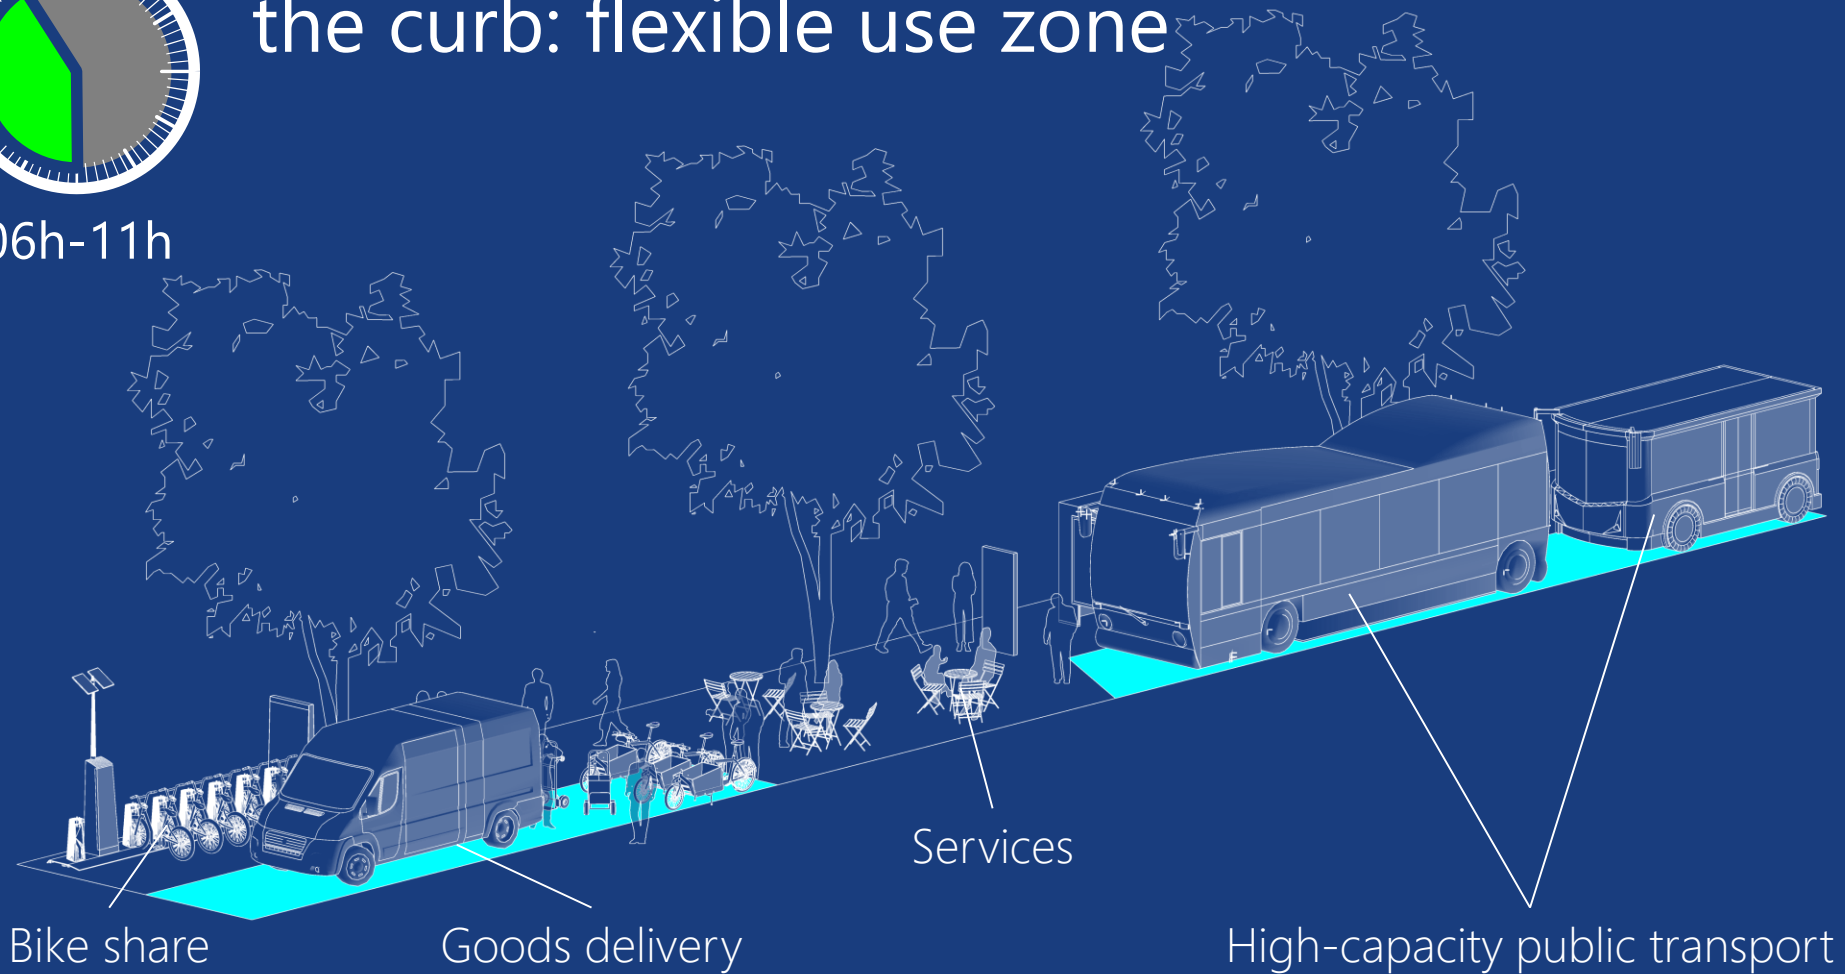 the curb: flexible use zone
06h-11h
Services
Bike share
Goods delivery
High-capacity public transport